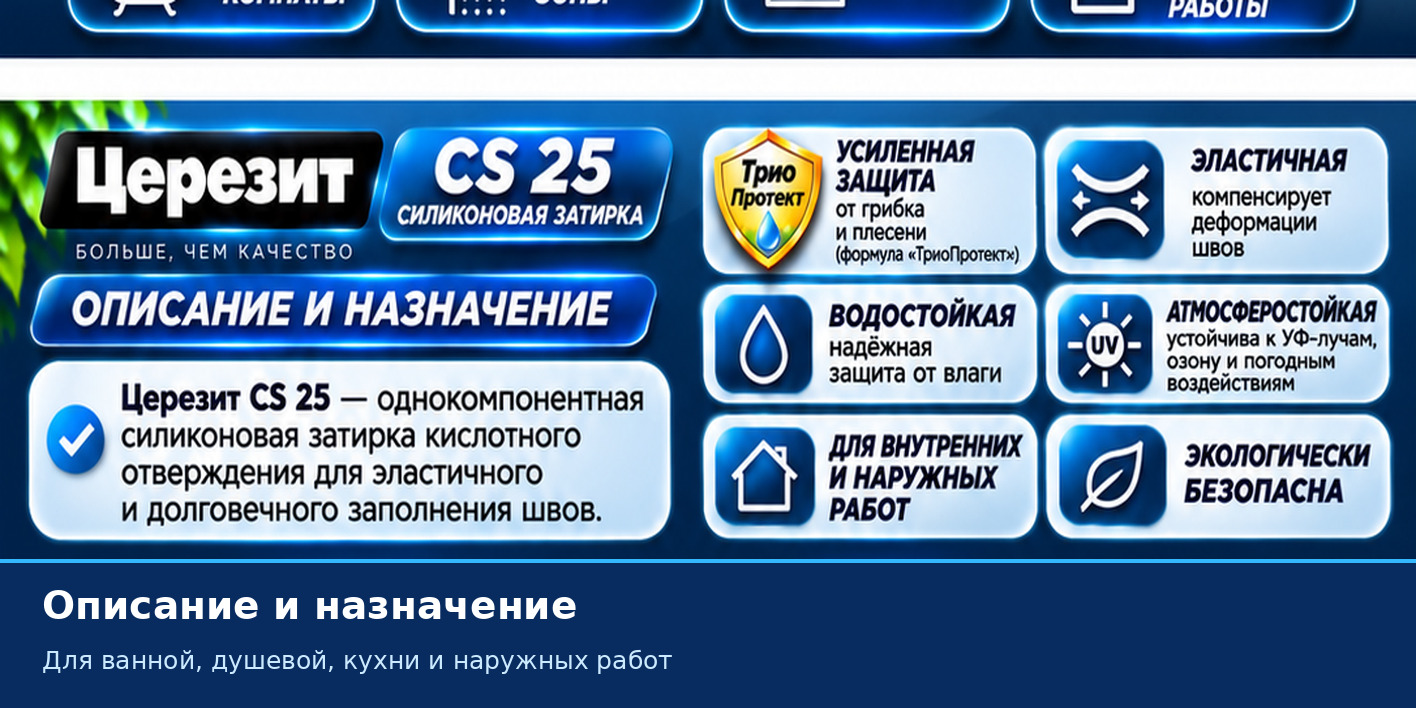 КОМНАТЫ
ЗОНЫ
РАБОТЫ
Церезит
CS 25
СИЛИКОНОВАЯ ЗАТИРКА
БОЛЬШЕ, ЧЕМ КАЧЕСТВО
ОПИСАНИЕ И НАЗНАЧЕНИЕ
Церезит CS 25 — однокомпонентная
силиконовая затирка кислотного
отверждения для эластичного
и долговечного заполнения швов.
Трио
Протект
УСИЛЕННАЯ
ЗАЩИТА
от грибка
и плесени
(формула «ТриоПротект»)
ЭЛАСТИЧНАЯ
компенсирует
деформации
швов
ВОДОСТОЙКАЯ
надёжная
защита от влаги
UV
АТМОСФЕРОСТОЙКАЯ
устойчива к УФ-лучам,
озону и погодным
воздействиям
ДЛЯ ВНУТРЕННИХ
И НАРУЖНЫХ
РАБОТ
ЭКОЛОГИЧЕСКИ
БЕЗОПАСНА
Описание и назначение
Для ванной, душевой, кухни и наружных работ